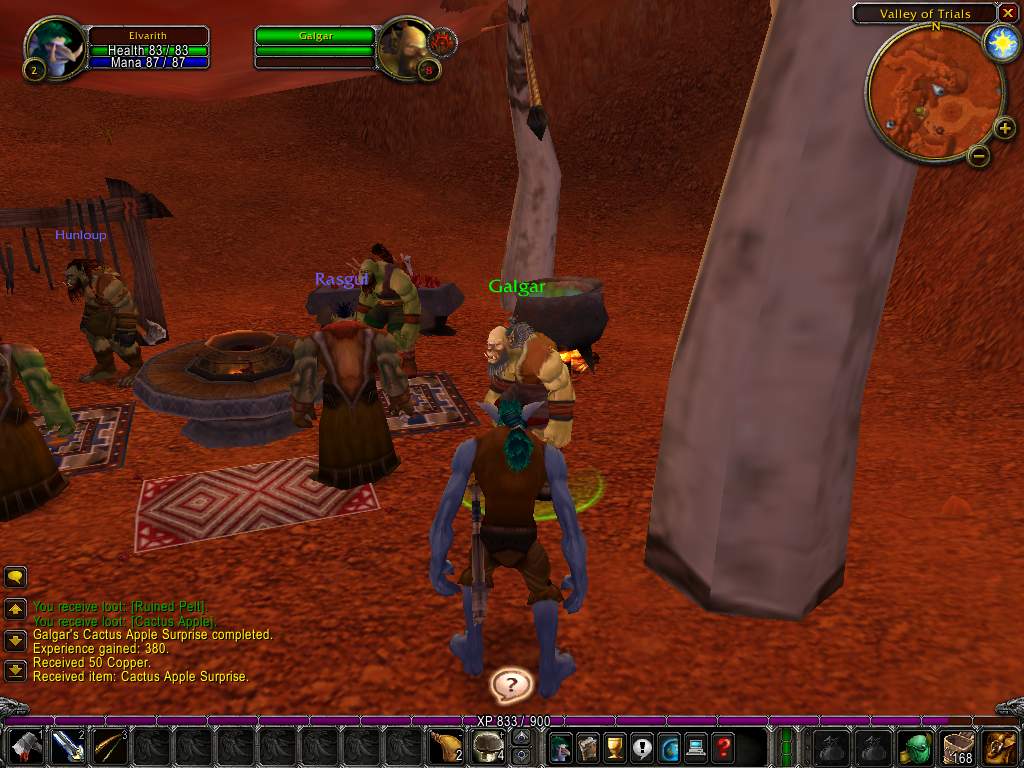 Elvarith
Health 83 / 83
Mana 87 / 87
2
Galgar
8
Valley of Trials
N
Hunloup
Rasgul
Galgar
You receive loot: [Ruined Pelt].
You receive loot: [Cactus Apple].
Galgar's Cactus Apple Surprise completed.
Experience gained: 380.
Received 50 Copper.
Received item: Cactus Apple Surprise.
?
XP 833 / 900
1
2
3
2
4
!
?
168